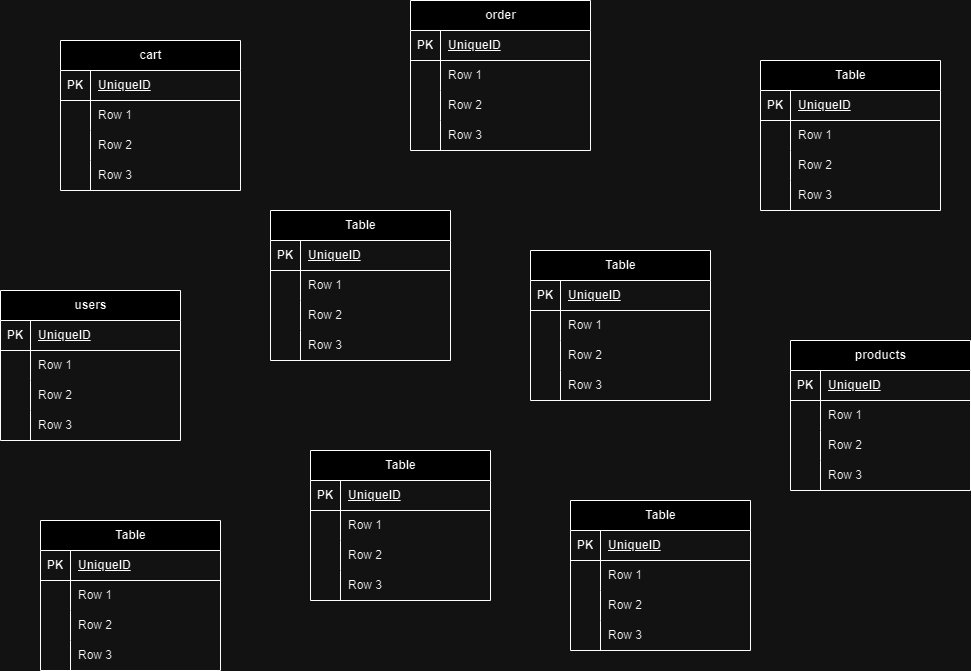 order
PK UniqueID
Row 1
Row 2
Row 3
cart
PK UniqueID
Row 1
Row 2
Row 3
Table
PK UniqueID
Row 1
Row 2
Row 3
Table
PK UniqueID
Row 1
Row 2
Row 3
Table
PK UniqueID
Row 1
Row 2
Row 3
users
PK UniqueID
Row 1
Row 2
Row 3
products
PK UniqueID
Row 1
Row 2
Row 3
Table
PK UniqueID
Row 1
Row 2
Row 3
Table
PK UniqueID
Row 1
Row 2
Row 3
Table
PK UniqueID
Row 1
Row 2
Row 3